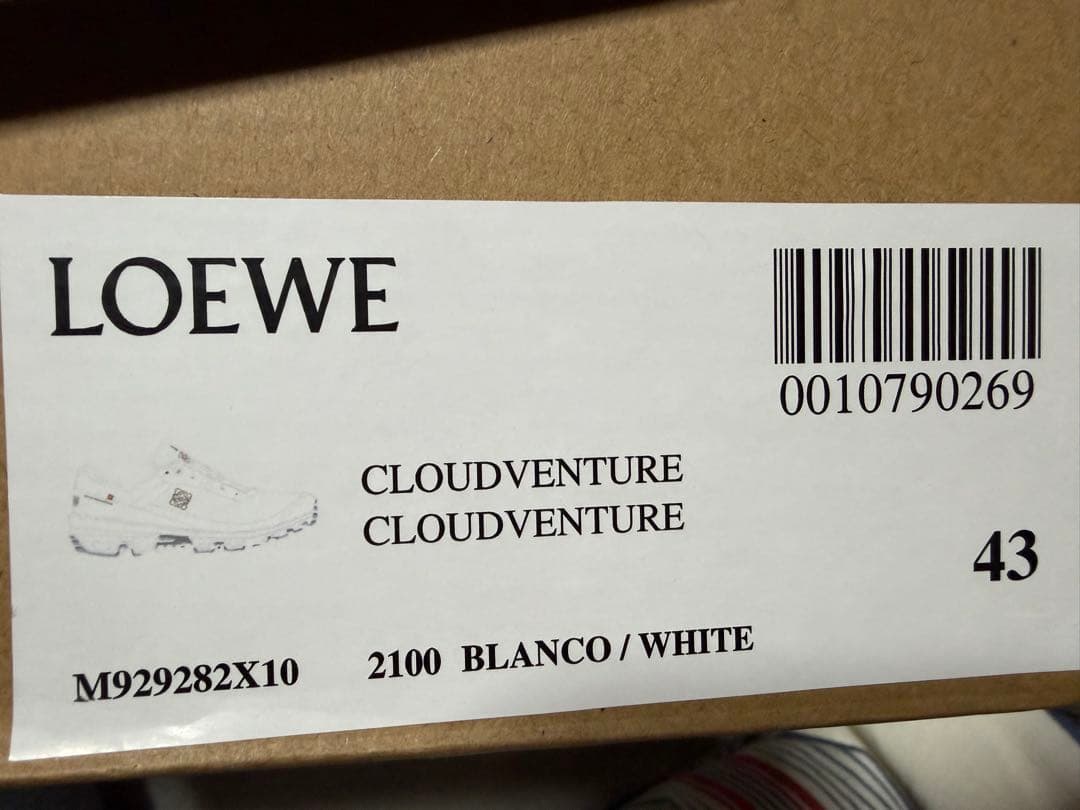 LOEWE
0010790269
CLOUDVENTURE
CLOUDVENTURE
43
M929282X10 2100 BLANCO / WHITE